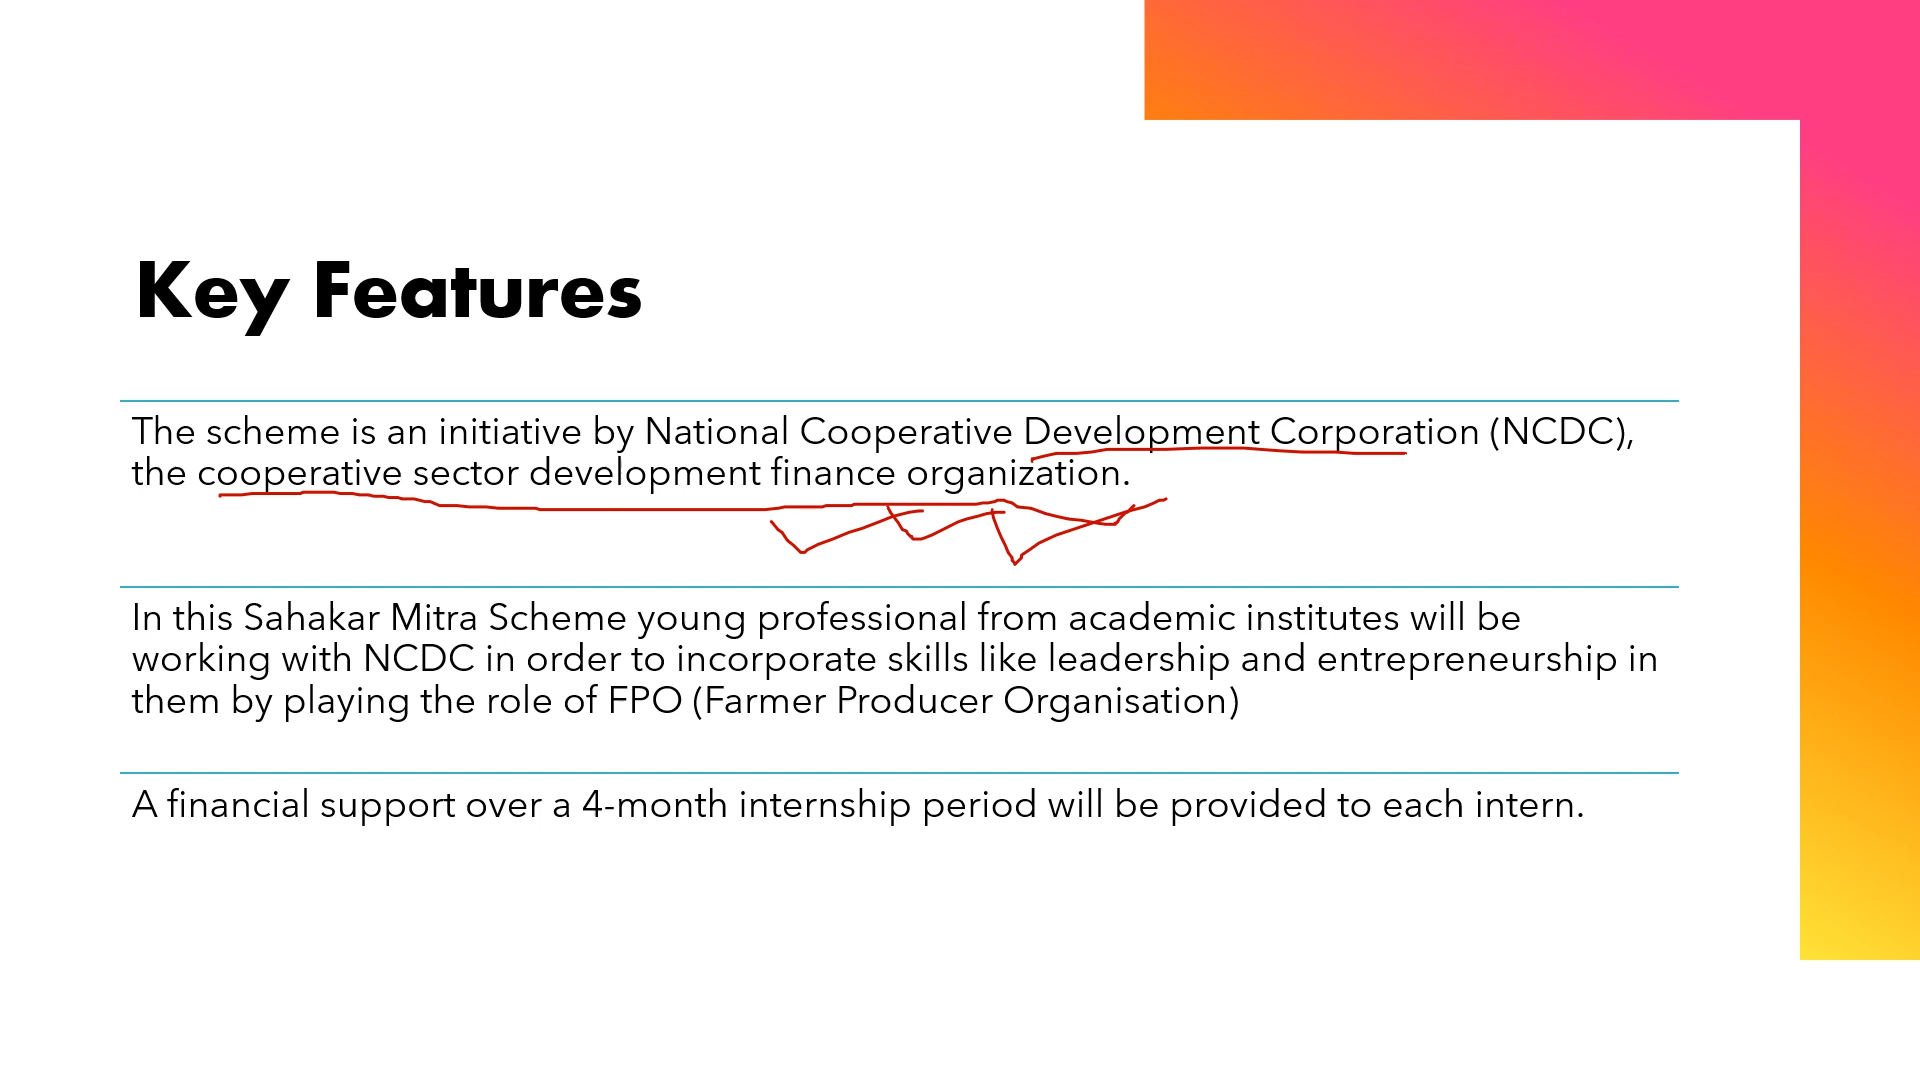 Key Features
The scheme is an initiative by National Cooperative Development Corporation (NCDC),
the cooperative sector development finance organization.
In this Sahakar Mitra Scheme young professional from academic institutes will be
working with NCDC in order to incorporate skills like leadership and entrepreneurship in
them by playing the role of FPO (Farmer Producer Organisation)
A financial support over a 4-month internship period will be provided to each intern.